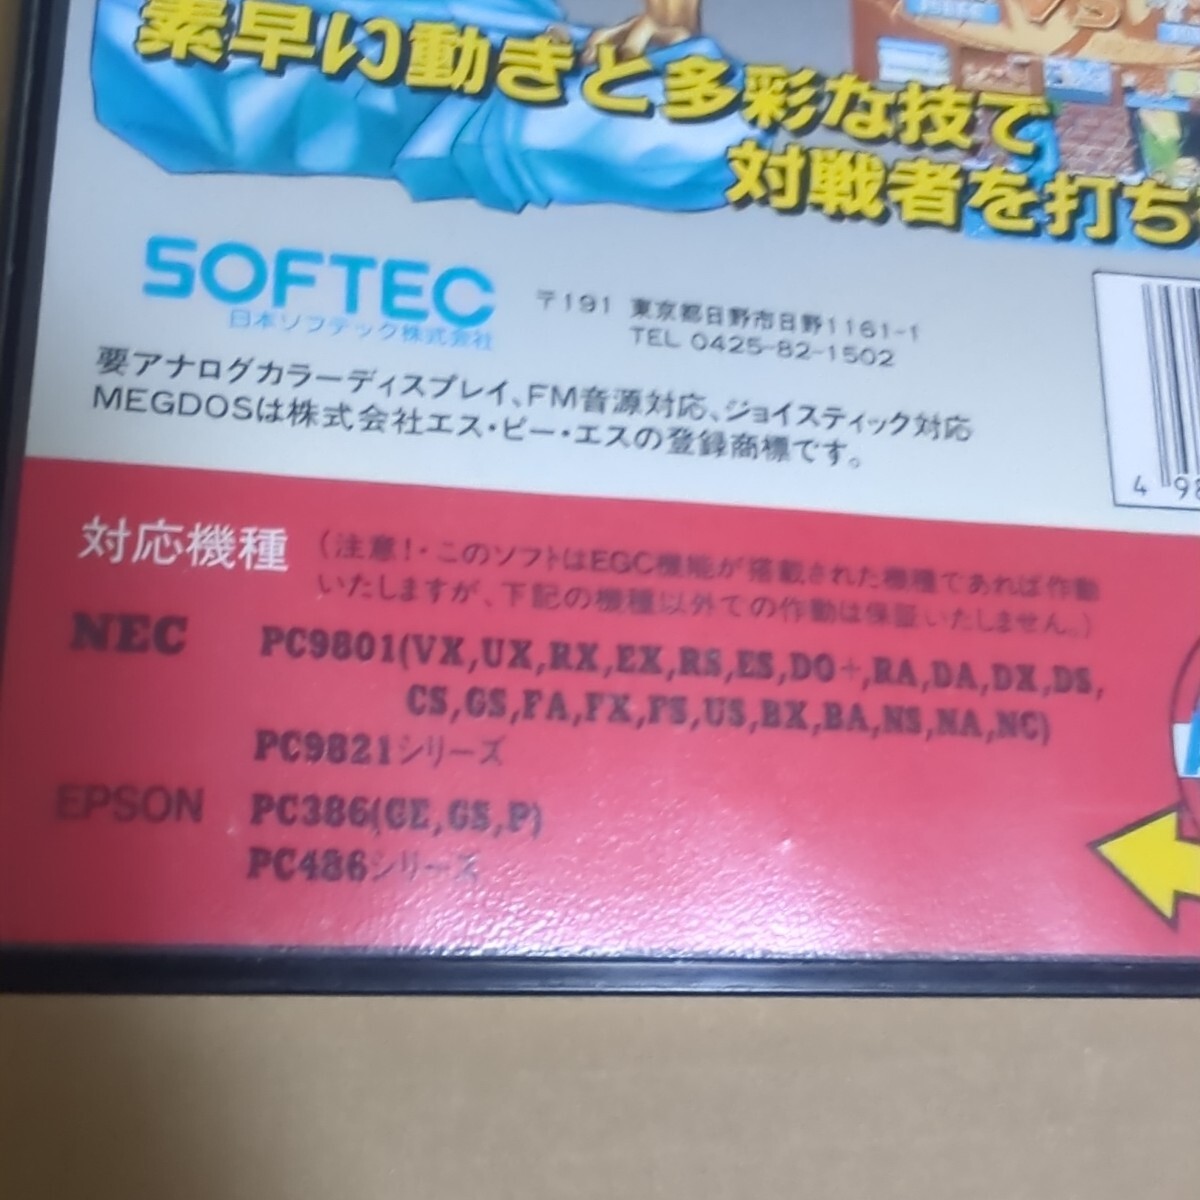 素早い動きと多彩な技で
対戦者を打ち
VS
SOFTEC
日本ソフテック株式会社
〒191 東京都日野市日野1161-1
TEL 0425-82-1502
要アナログカラーディスプレイ、FM音源対応、ジョイスティック対応
MEGDOSは株式会社エス・ピー・エスの登録商標です。
4 98
対応機種
(注意!・このソフトはEGC機能が搭載された機種であれば作動
いたしますが、下記の機種以外での作動は保証いたしません。)
NEC PC9801(VX,UX,RX,EX,RS,ES,DO+,RA,DA,DX,DS,
CS,GS,FA,FX,FS,US,BX,BA,NS,NA,NC)
PC9821シリーズ
EPSON PC386(GE,GS,P)
PC486シリーズ